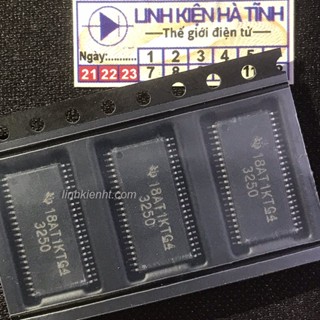 LINH KIỆN HÀ TĨNH
Thế giới điện tử
Ngày:........... 1 2 3 4 5 6
21 22 23 7 8
18AT1KTG4
3250
18AT1KTG4
3250
18AT1KTG4
3250
linhkienht.com